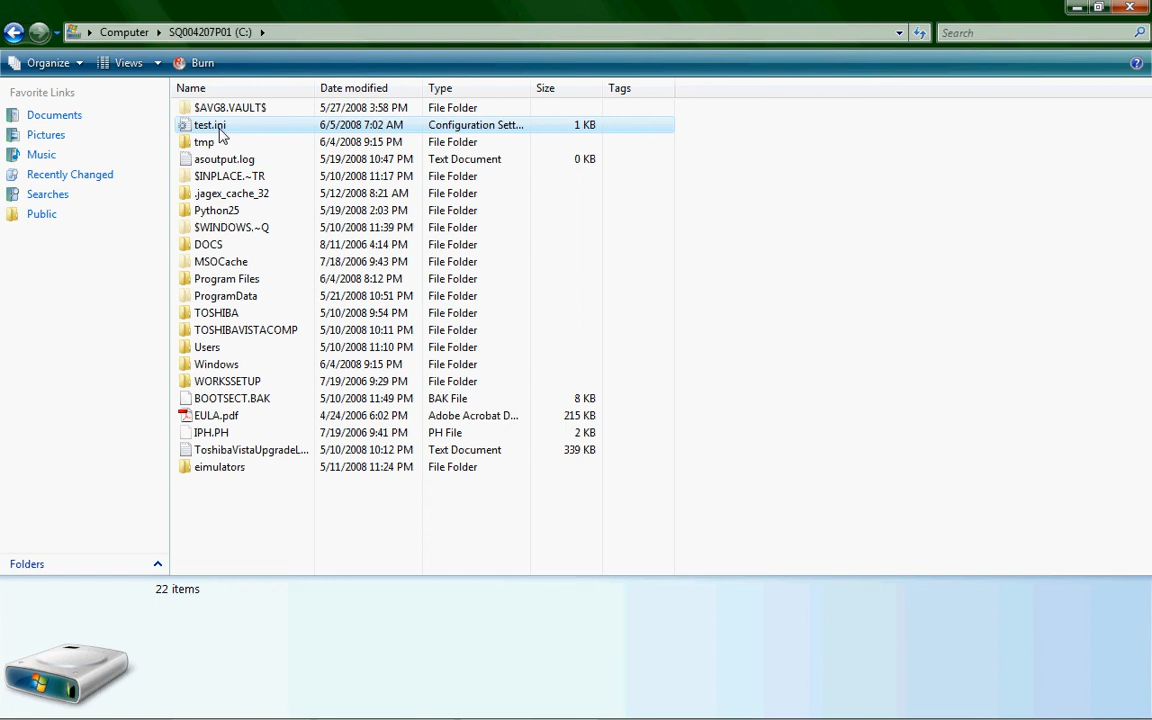 Computer SQ004207P01 (C:) Search
Organize Views Burn
Favorite Links
Documents
Pictures
Music
Recently Changed
Searches
Public
Folders
Name Date modified Type Size Tags
$AVG8.VAULT$ 5/27/2008 3:58 PM File Folder
test.ini 6/5/2008 7:02 AM Configuration Sett... 1 KB
tmp 6/4/2008 9:15 PM File Folder
asoutput.log 5/19/2008 10:47 PM Text Document 0 KB
$INPLACE.~TR 5/10/2008 11:17 PM File Folder
.jagex_cache_32 5/12/2008 8:21 AM File Folder
Python25 5/19/2008 2:03 PM File Folder
$WINDOWS.~Q 5/10/2008 11:39 PM File Folder
DOCS 8/11/2006 4:14 PM File Folder
MSOCache 7/18/2006 9:43 PM File Folder
Program Files 6/4/2008 8:12 PM File Folder
ProgramData 5/21/2008 10:51 PM File Folder
TOSHIBA 5/10/2008 9:54 PM File Folder
TOSHIBAVISTACOMP 5/10/2008 10:11 PM File Folder
Users 5/10/2008 11:10 PM File Folder
Windows 6/4/2008 9:15 PM File Folder
WORKSSETUP 7/19/2006 9:29 PM File Folder
BOOTSECT.BAK 5/10/2008 11:49 PM BAK File 8 KB
EULA.pdf 4/24/2006 6:02 PM Adobe Acrobat D... 215 KB
IPH.PH 7/19/2006 9:41 PM PH File 2 KB
ToshibaVistaUpgradeL... 5/10/2008 10:12 PM Text Document 339 KB
eimulators 5/11/2008 11:24 PM File Folder
22 items